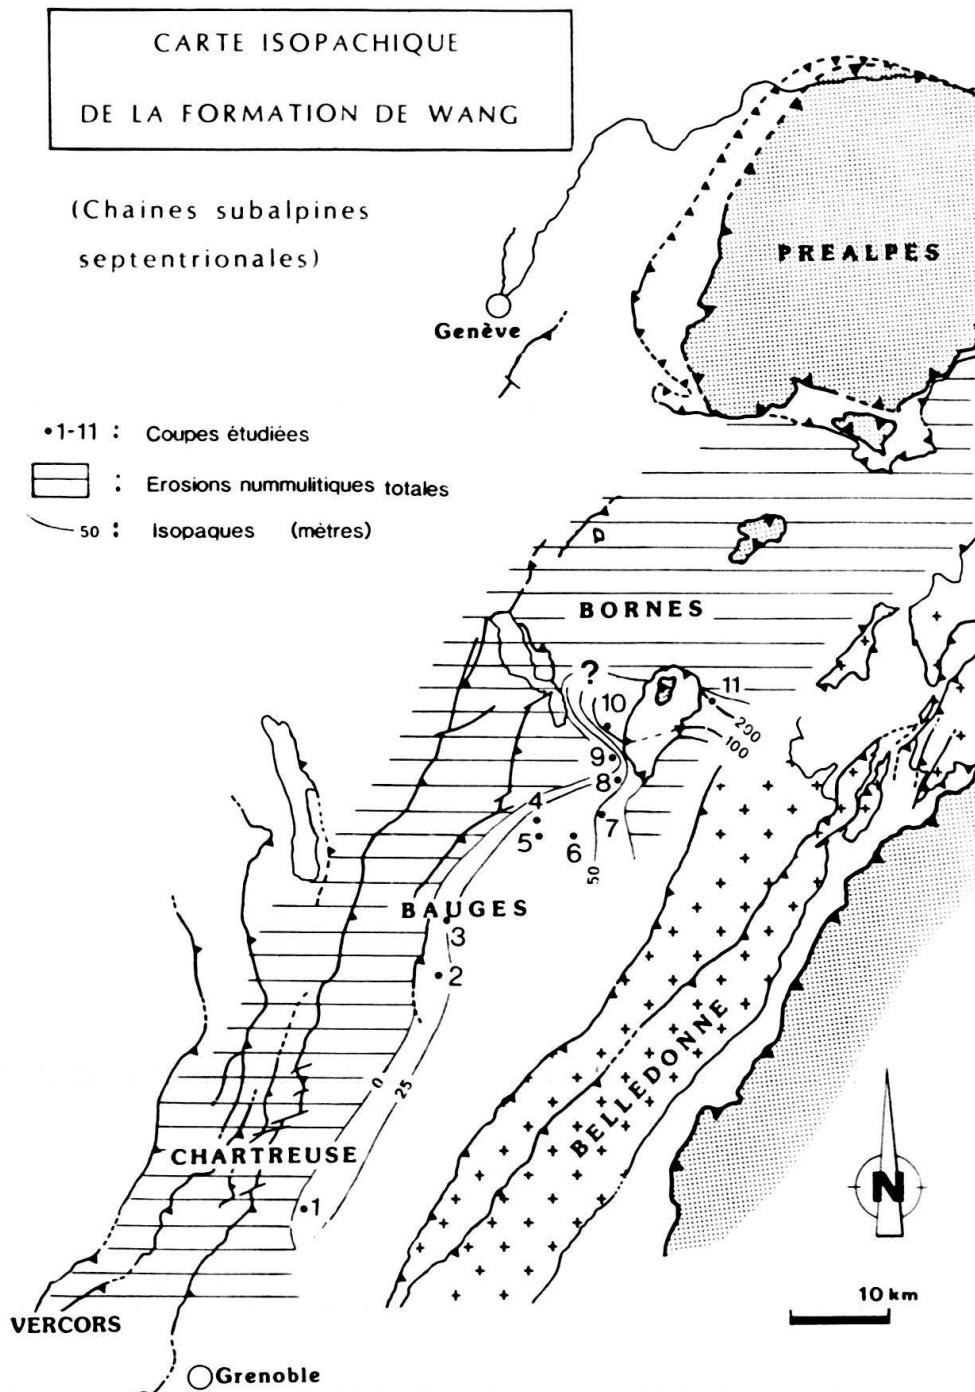 CARTE ISOPACHIQUE
DE LA FORMATION DE WANG
(Chaines subalpines
septentrionales)
PREALPES
Genève
•1-11 : Coupes étudiées
: Erosions nummulitiques totales
50 : Isopaques (mètres)
BORNES
?
10
11
200
100
9
8
4
7
5
6
50
BAUGES
3
2
0
25
BELLEDONNE
CHARTREUSE
N
1
10 km
VERCORS
Grenoble